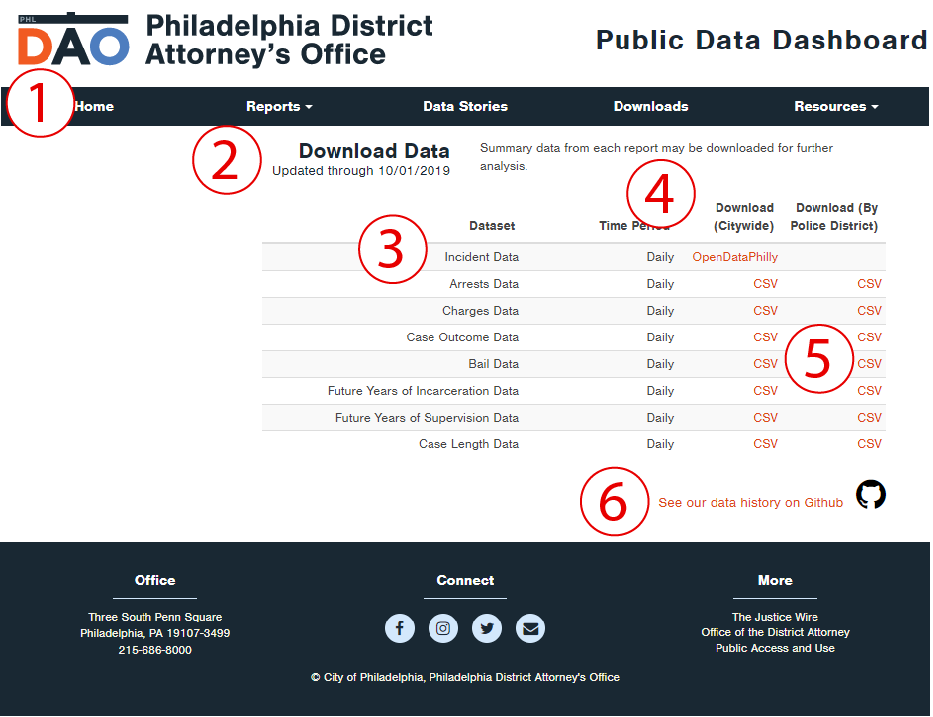 PHL
DAO
Philadelphia District
Attorney's Office
Public Data Dashboard
1
Home
Reports
Data Stories
Downloads
Resources
2
Download Data
Updated through 10/01/2019
Summary data from each report may be downloaded for further
analysis.
4
3
Dataset
Time Period
Download
(Citywide)
Download (By
Police District)
Incident Data Daily OpenDataPhilly
Arrests Data Daily CSV CSV
Charges Data Daily CSV CSV
Case Outcome Data Daily CSV CSV
5
Bail Data Daily CSV CSV
Future Years of Incarceration Data Daily CSV CSV
Future Years of Supervision Data Daily CSV CSV
Case Length Data Daily CSV CSV
6
See our data history on Github
Office
Three South Penn Square
Philadelphia, PA 19107-3499
215-686-8000
Connect
More
The Justice Wire
Office of the District Attorney
Public Access and Use
© City of Philadelphia, Philadelphia District Attorney's Office